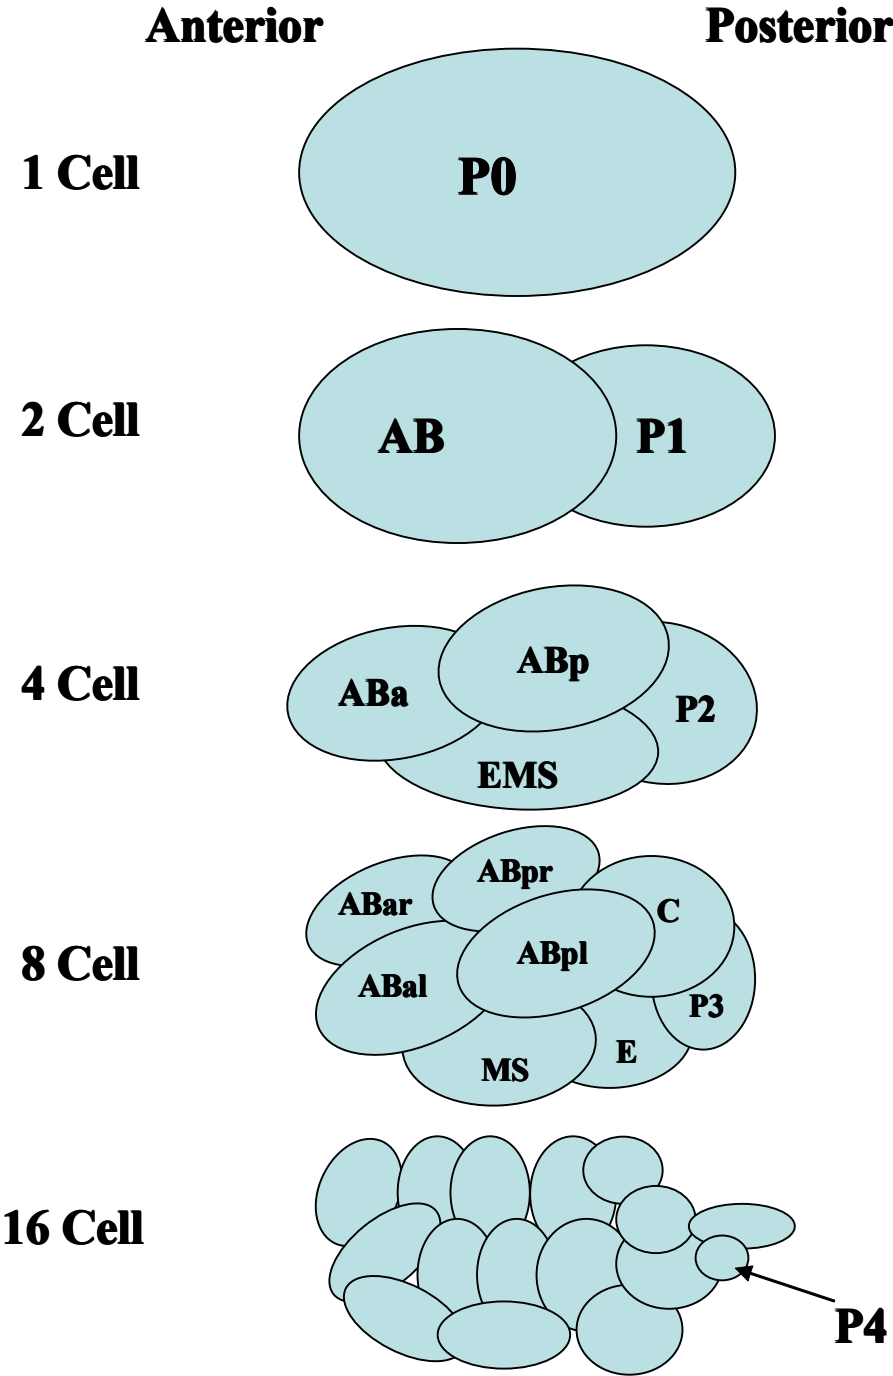 Anterior Posterior
1 Cell
P0
2 Cell
AB P1
4 Cell
ABa ABp P2
EMS
8 Cell
ABar ABpr C
ABal ABpl P3
MS E
16 Cell
P4